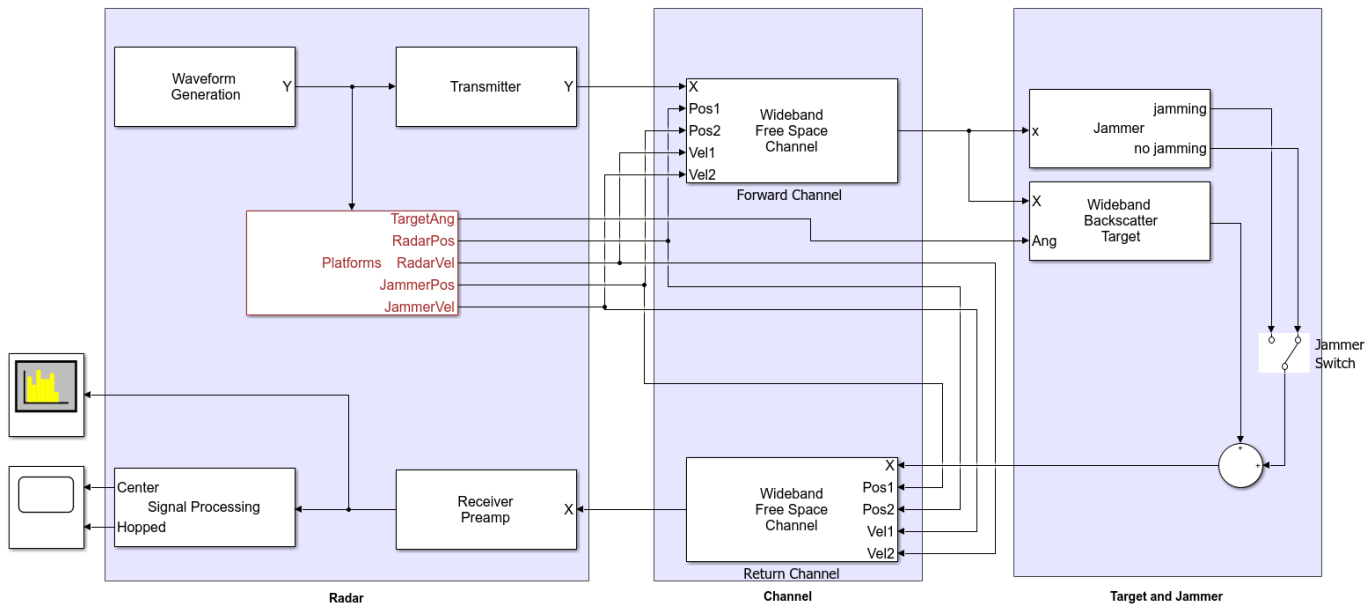 Waveform
Generation
Y
Transmitter
Y
TargetAng
RadarPos
Platforms RadarVel
JammerPos
JammerVel
Center
Signal Processing
Hopped
Receiver
Preamp
X
Radar
X
Pos1
Pos2
Vel1
Vel2
Wideband
Free Space
Channel
Forward Channel
Wideband
Free Space
Channel
X
Pos1
Pos2
Vel1
Vel2
Return Channel
Channel
jamming
x
Jammer
no jamming
X
Ang
Wideband
Backscatter
Target
Jammer
Switch
+
+
Target and Jammer